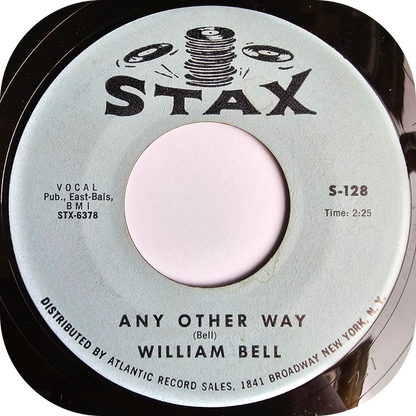 STAX
VOCAL
Pub., East-Bais,
BMI
STX-6378
S-128
Time: 2:25
ANY OTHER WAY
(Bell)
WILLIAM BELL
DISTRIBUTED BY ATLANTIC RECORD SALES, 1841 BROADWAY NEW YORK, N.Y.